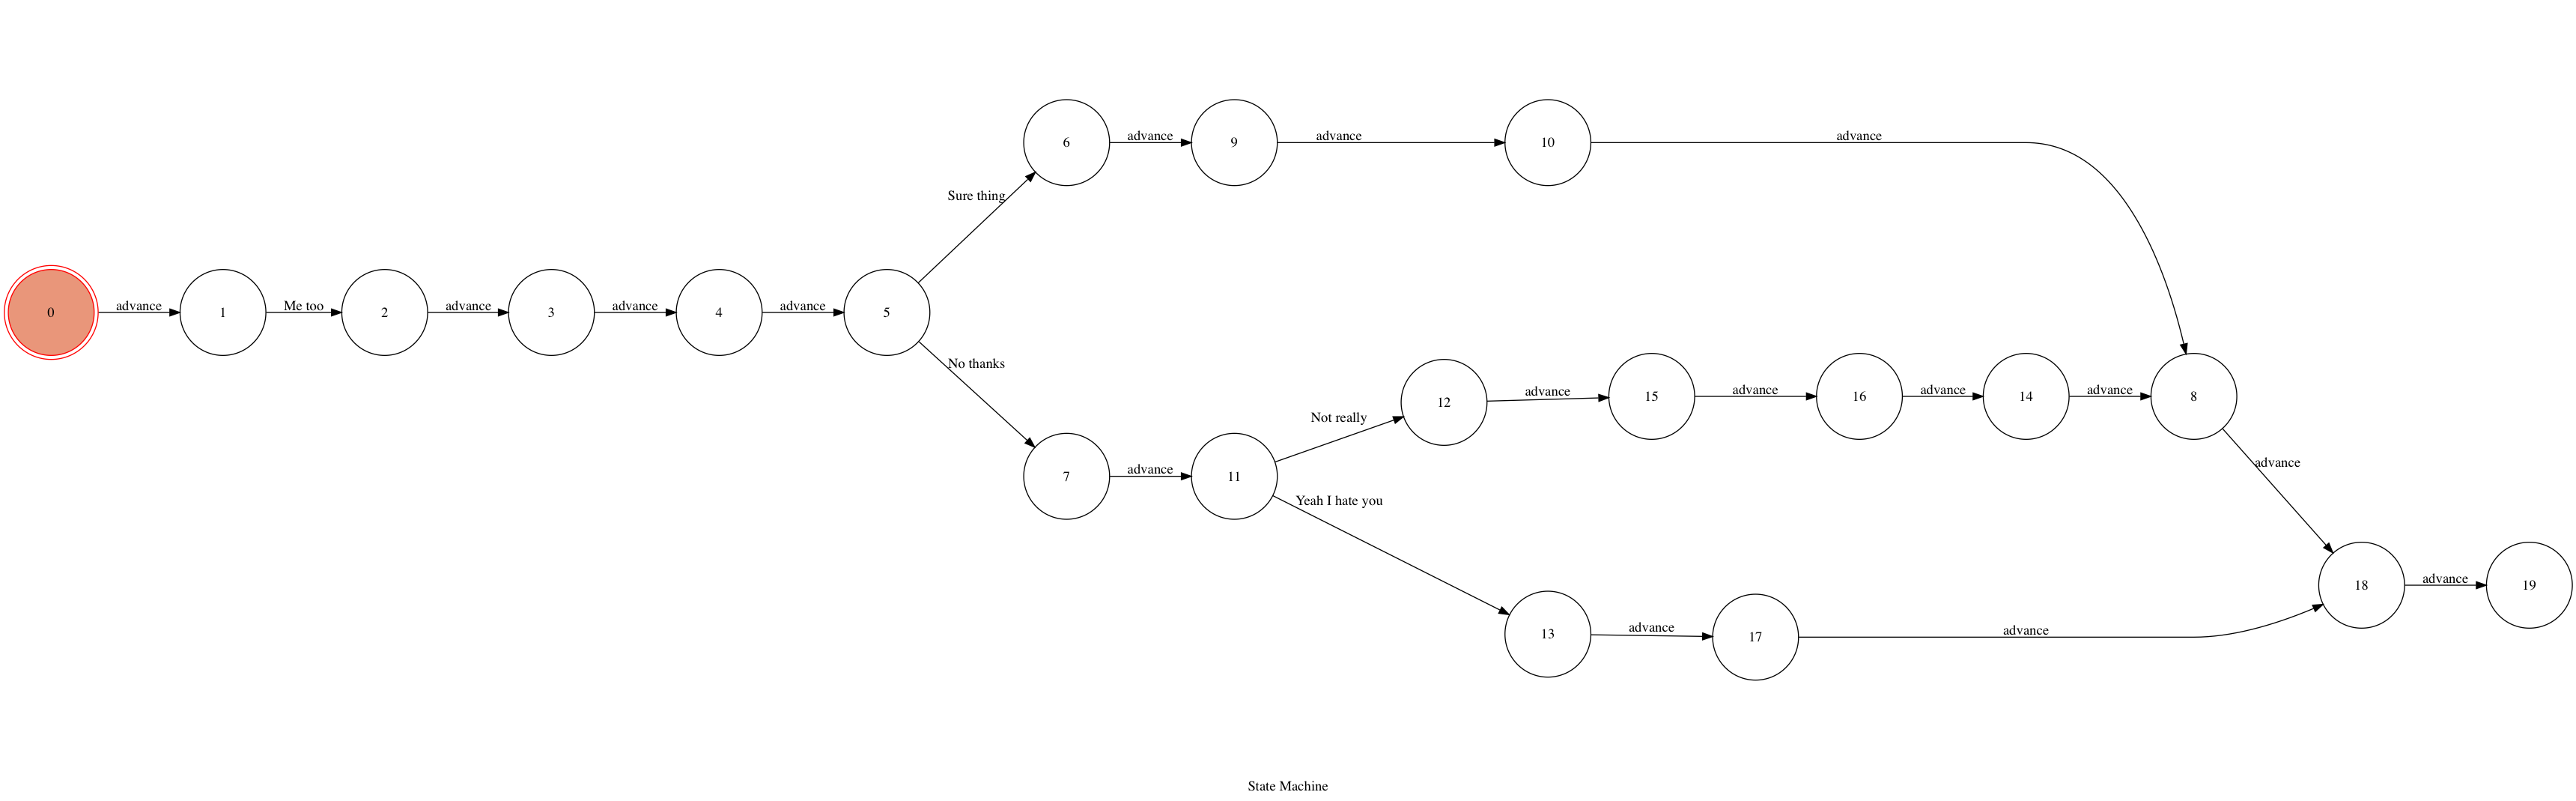 6
advance
9
advance
10
advance
Sure thing
0
advance
1
Me too
2
advance
3
advance
4
advance
5
No thanks
12
advance
15
advance
16
advance
14
advance
8
Not really
advance
7
advance
11
Yeah I hate you
18
advance
19
13
advance
17
advance
State Machine